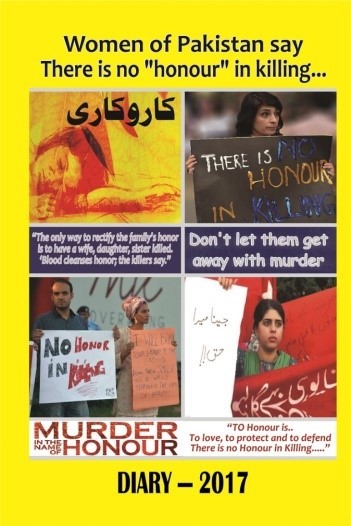 Women of Pakistan say
There is no "honour" in killing...
کاروکاری
THERE IS NO
HONOUR
IN KILLING
"The only way to rectify the family's honor
is to have a wife, daughter, sister killed.
'Blood cleanses honor; the killers say."
Don't let them get
away with murder
NO HONOR
IN KILLING
جینا میرا
حق !!
MURDER
IN THE NAME OF
HONOUR
"TO Honour is..
To love, to protect and to defend
There is no Honour in Killing....."
DIARY – 2017